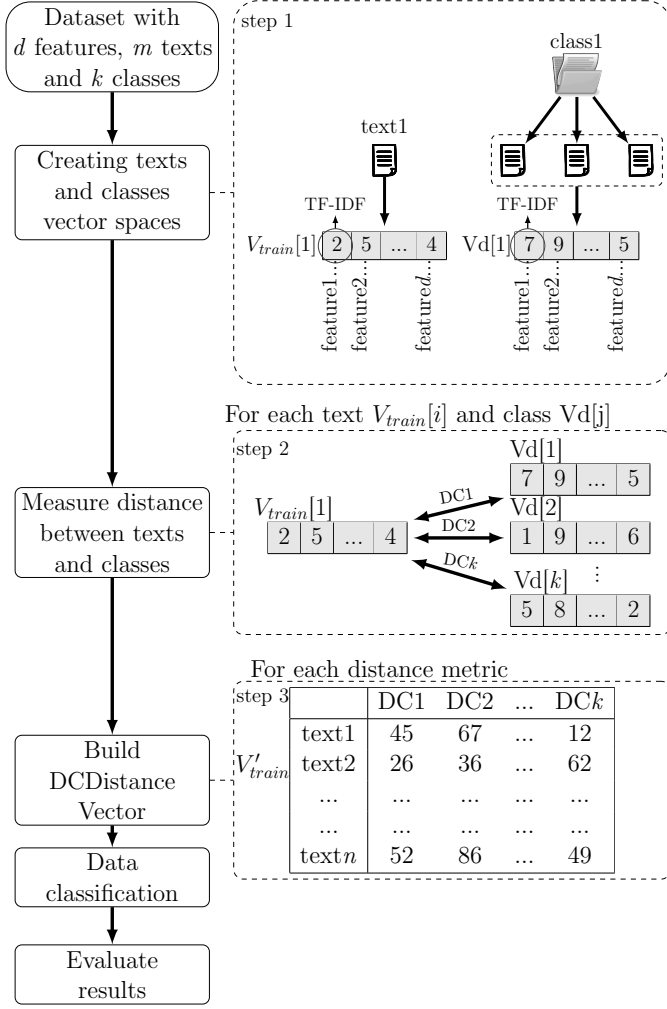 Dataset with
d features, m texts
and k classes
Creating texts
and classes
vector spaces
Measure distance
between texts
and classes
Build
DCDistance
Vector
Data
classification
Evaluate
results
step 1
class1
text1
TF-IDF
TF-IDF
V_train[1] 2 5 ... 4
Vd[1] 7 9 ... 5
feature1...
feature2...
featured...
feature1...
feature2...
featured...
For each text V_train[i] and class Vd[j]
step 2
V_train[1]
2 5 ... 4
DC1
DC2
DCk
Vd[1]
7 9 ... 5
Vd[2]
1 9 ... 6
⋮
Vd[k]
5 8 ... 2
For each distance metric
step 3
V'_train
DC1 DC2 ... DCk
text1 45 67 ... 12
text2 26 36 ... 62
... ... ... ... ...
... ... ... ... ...
textn 52 86 ... 49